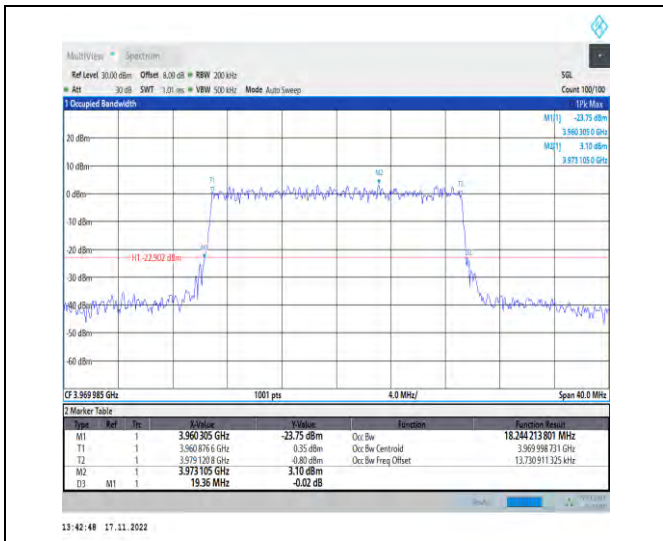 MultiView Spectrum
Ref Level 30.00 dBm Offset 8.00 dB RBW 200 kHz SGL
Att 30 dB SWT 1.01 ms VBW 500 kHz Mode Auto Sweep Count 100/100
1 Occupied Bandwidth 1Pk Max
M1[1] -23.75 dBm
3.960 305 0 GHz
M2[1] 3.10 dBm
3.973 105 0 GHz
20 dBm
10 dBm
M2
T1
T2
0 dBm
-10 dBm
-20 dBm
M1
H1 -22.902 dBm
-30 dBm
-40 dBm
-50 dBm
-60 dBm
CF 3.969 985 GHz 1001 pts 4.0 MHz/ Span 40.0 MHz
2 Marker Table
Type Ref Trc X-Value Y-Value Function Function Result
M1 1 3.960305 GHz -23.75 dBm Occ Bw 18.244 213 801 MHz
T1 1 3.960 876 6 GHz 0.35 dBm Occ Bw Centroid 3.969 998 731 GHz
T2 1 3.979 120 8 GHz -0.80 dBm Occ Bw Freq Offset 13.730 911 325 kHz
M2 1 3.973105 GHz 3.10 dBm
D3 M1 1 19.36 MHz -0.02 dB
13:42:48 17.11.2022